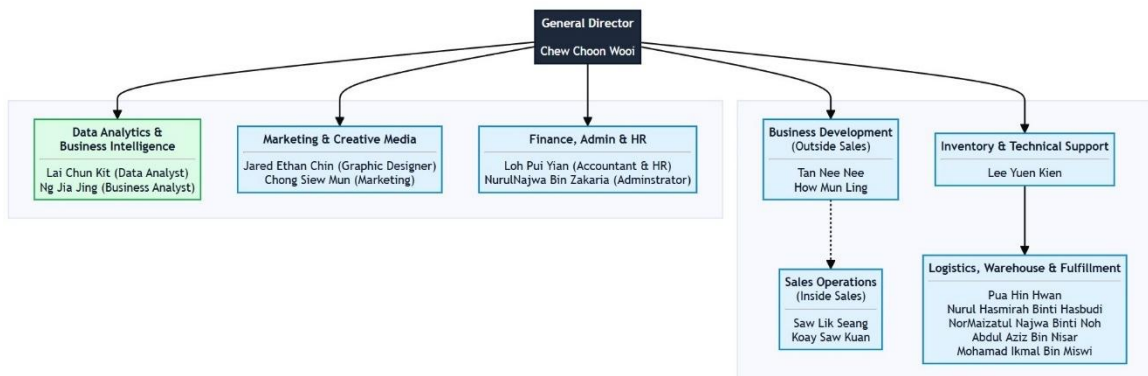 General Director
Chew Choon Wooi
Data Analytics &
Business Intelligence
Lai Chun Kit (Data Analyst)
Ng Jia Jing (Business Analyst)
Marketing & Creative Media
Jared Ethan Chin (Graphic Designer)
Chong Siew Mun (Marketing)
Finance, Admin & HR
Loh Pui Yian (Accountant & HR)
NurulNajwa Bin Zakaria (Adminstrator)
Business Development
(Outside Sales)
Tan Nee Nee
How Mun Ling
Inventory & Technical Support
Lee Yuen Kien
Sales Operations
(Inside Sales)
Saw Lik Seang
Koay Saw Kuan
Logistics, Warehouse & Fulfillment
Pua Hin Hwan
Nurul Hasmirah Binti Hasbudi
NorMaizatul Najwa Binti Noh
Abdul Aziz Bin Nisar
Mohamad Ikmal Bin Miswi